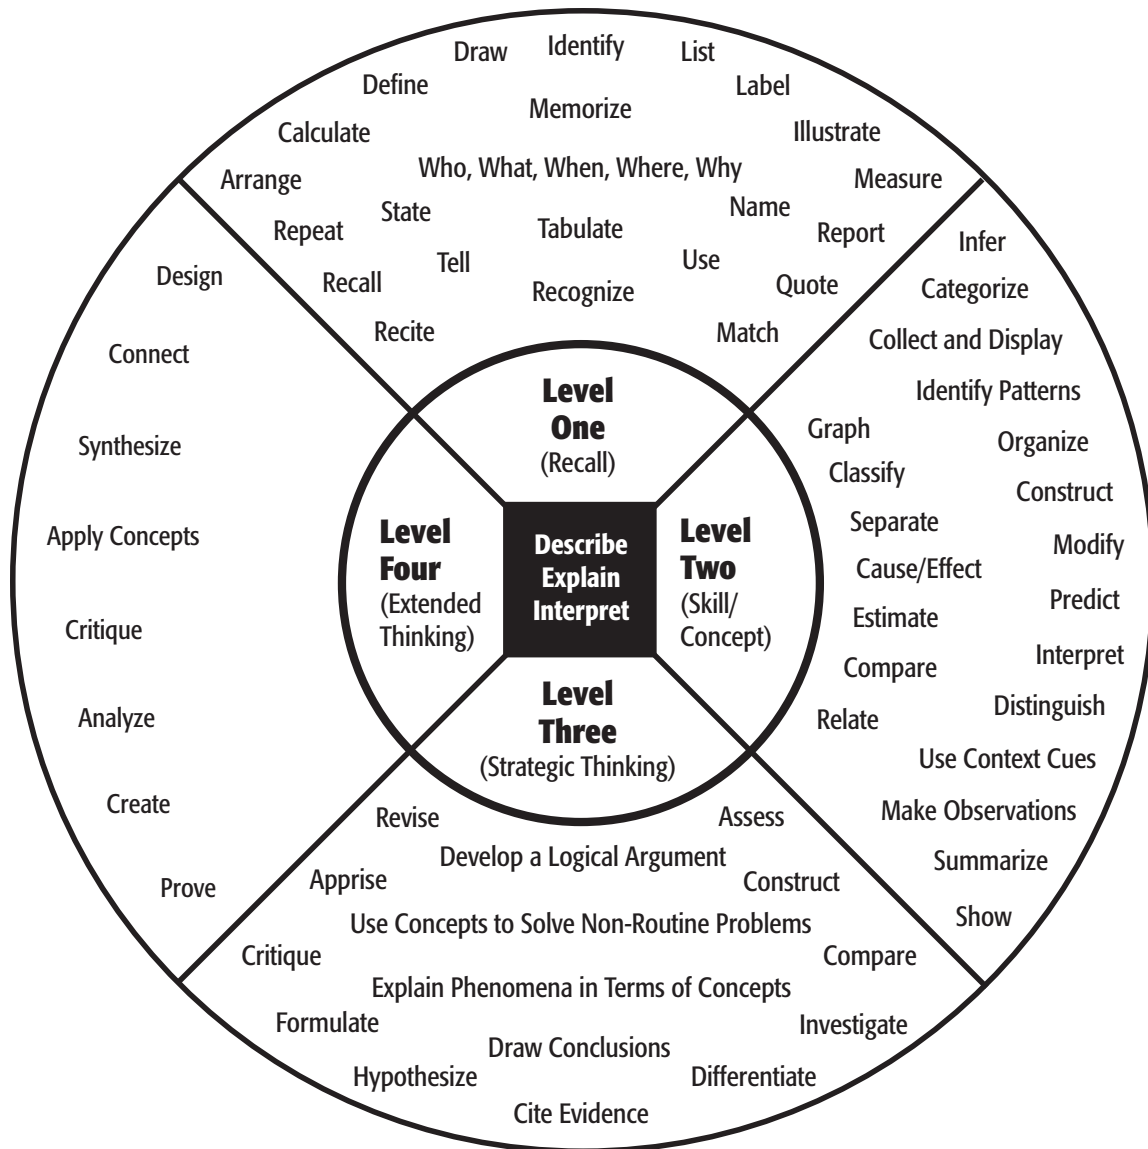 Draw
Identify
List
Define
Label
Memorize
Calculate
Illustrate
Who, What, When, Where, Why
Arrange
Measure
State
Name
Repeat
Tabulate
Report
Tell
Use
Recall
Recognize
Quote
Recite
Match
Level
One
(Recall)
Infer
Categorize
Collect and Display
Identify Patterns
Graph
Organize
Classify
Construct
Separate
Modify
Cause/Effect
Predict
Estimate
Interpret
Compare
Distinguish
Relate
Use Context Cues
Make Observations
Summarize
Show
Level
Two
(Skill/
Concept)
Describe
Explain
Interpret
Level
Three
(Strategic Thinking)
Revise
Assess
Develop a Logical Argument
Apprise
Construct
Use Concepts to Solve Non-Routine Problems
Critique
Compare
Explain Phenomena in Terms of Concepts
Formulate
Investigate
Draw Conclusions
Hypothesize
Differentiate
Cite Evidence
Level
Four
(Extended
Thinking)
Design
Connect
Synthesize
Apply Concepts
Critique
Analyze
Create
Prove